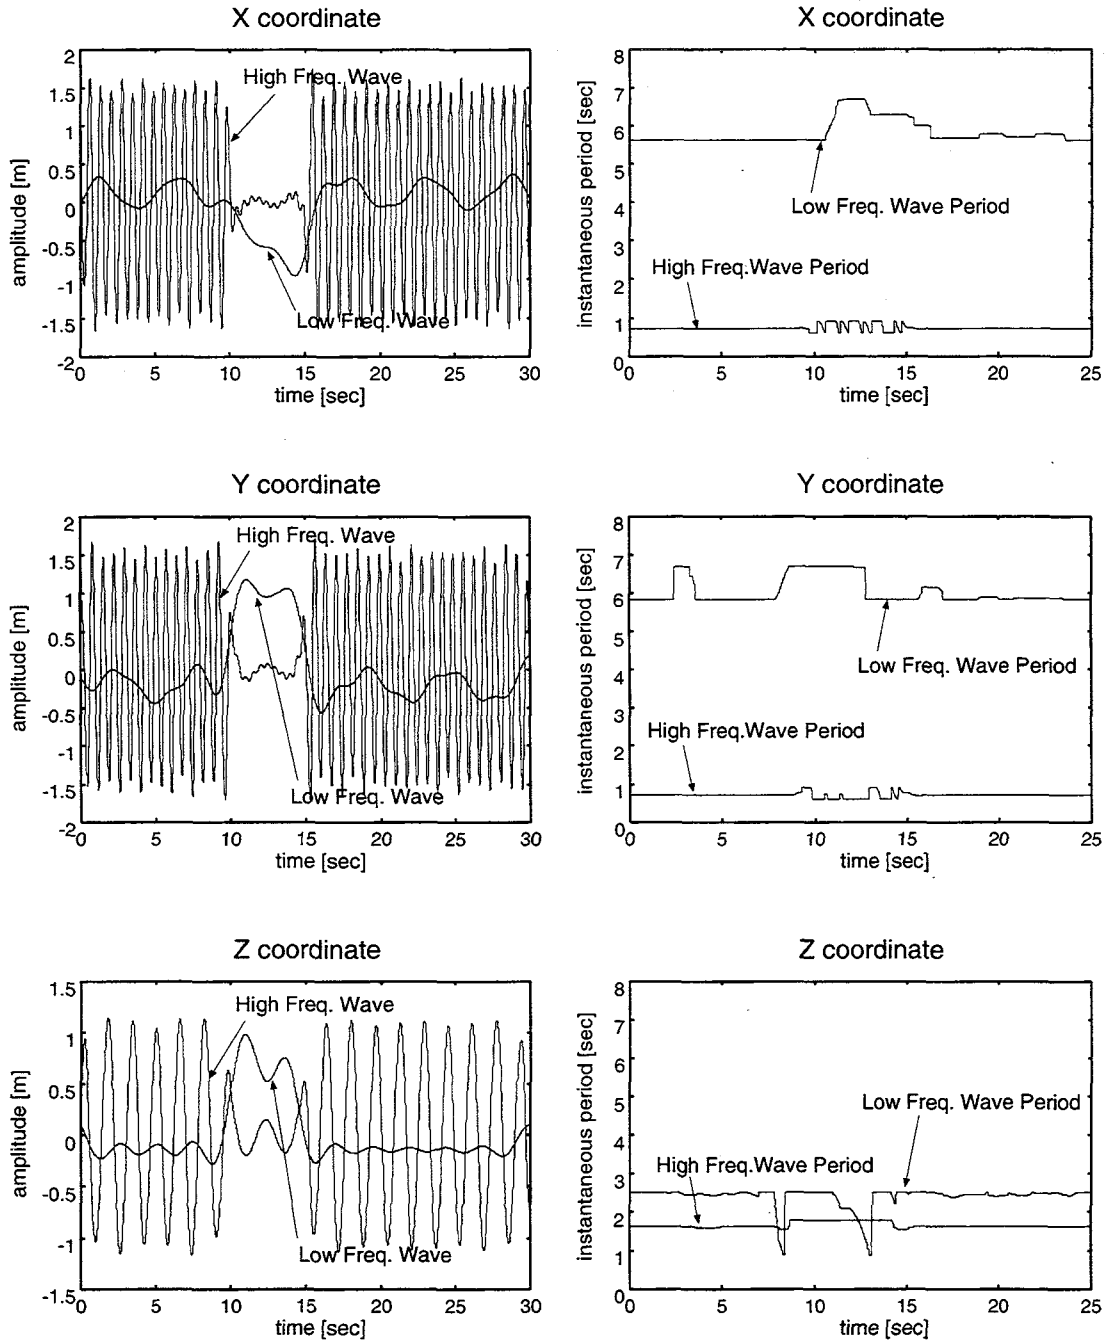 X coordinate
X coordinate
2
1.5
1
0.5
0
-0.5
-1
-1.5
-2
amplitude [m]
High Freq. Wave
Low Freq. Wave
0 5 10 15 20 25 30
time [sec]
8
7
6
5
4
3
2
1
0
instantaneous period [sec]
Low Freq. Wave Period
High Freq.Wave Period
0 5 10 15 20 25
time [sec]
Y coordinate
Y coordinate
2
1.5
1
0.5
0
-0.5
-1
-1.5
-2
amplitude [m]
High Freq. Wave
Low Freq. Wave
0 5 10 15 20 25 30
time [sec]
8
7
6
5
4
3
2
1
0
instantaneous period [sec]
Low Freq. Wave Period
High Freq.Wave Period
0 5 10 15 20 25
time [sec]
Z coordinate
Z coordinate
1.5
1
0.5
0
-0.5
-1
-1.5
amplitude [m]
High Freq. Wave
Low Freq. Wave
0 5 10 15 20 25 30
time [sec]
8
7
6
5
4
3
2
1
0
instantaneous period [sec]
Low Freq. Wave Period
High Freq.Wave Period
0 5 10 15 20 25
time [sec]